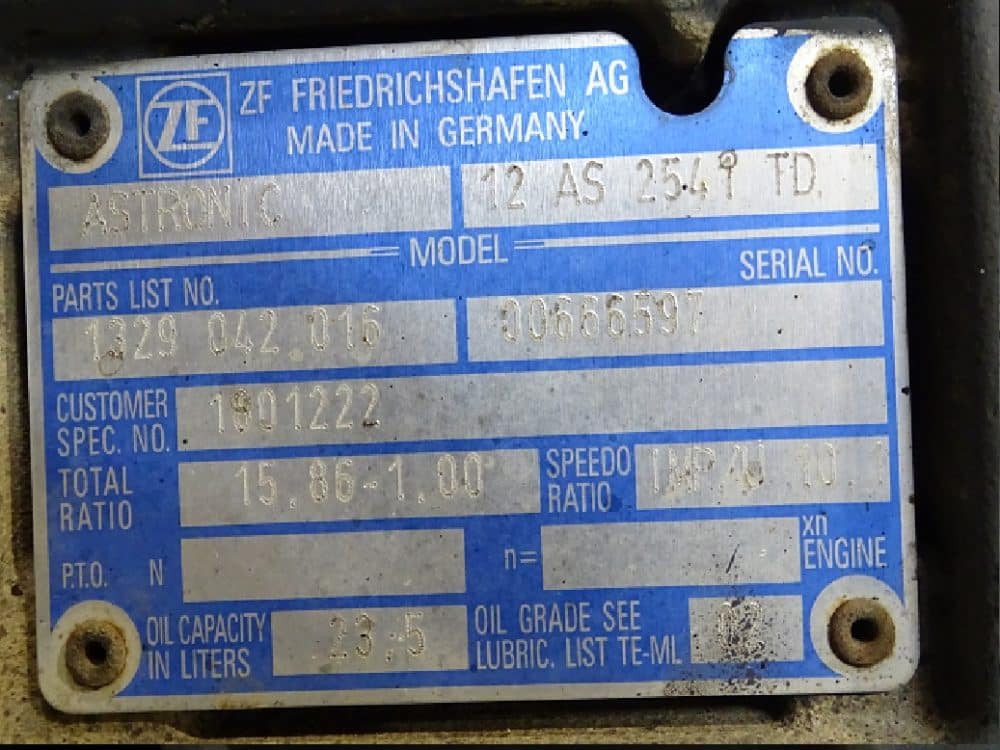 ZF
ZF FRIEDRICHSHAFEN AG
MADE IN GERMANY
ASTRONIC 12 AS 2541 TD
MODEL
PARTS LIST NO. SERIAL NO.
1329 042 016 00666597
CUSTOMER SPEC. NO. 1901222
TOTAL RATIO 15.86-1.00 SPEEDO RATIO IMP/U 10.
P.T.O. N n= / xn ENGINE
OIL CAPACITY IN LITERS 23.5 OIL GRADE SEE LUBRIC. LIST TE-ML 02